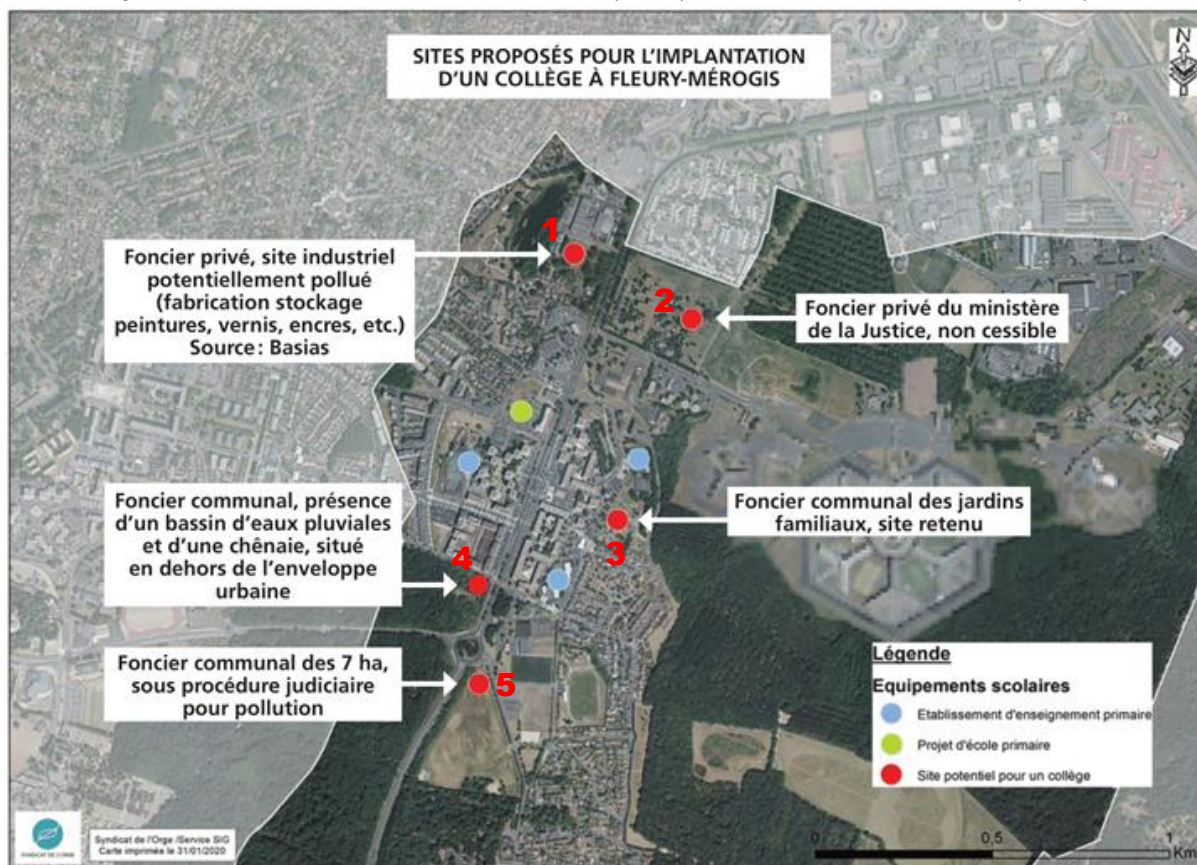 SITES PROPOSÉS POUR L'IMPLANTATION
D'UN COLLÈGE À FLEURY-MÉROGIS
N
1
Foncier privé, site industriel
potentiellement pollué
(fabrication stockage
peintures, vernis, encres, etc.)
Source : Basias
2
Foncier privé du ministère
de la Justice, non cessible
Foncier communal, présence
d'un bassin d'eaux pluviales
et d'une chênaie, situé
en dehors de l'enveloppe
urbaine
4
Foncier communal des jardins
familiaux, site retenu
3
Foncier communal des 7 ha,
sous procédure judiciaire
pour pollution
5
Légende
Equipements scolaires
Etablissement d'enseignement primaire
Projet d'école primaire
Site potentiel pour un collège
SYNDICAT DE L'ORGE
Syndicat de l'Orge /Service SIG
Carte imprimée le 31/01/2020
0 0,5 1
Km